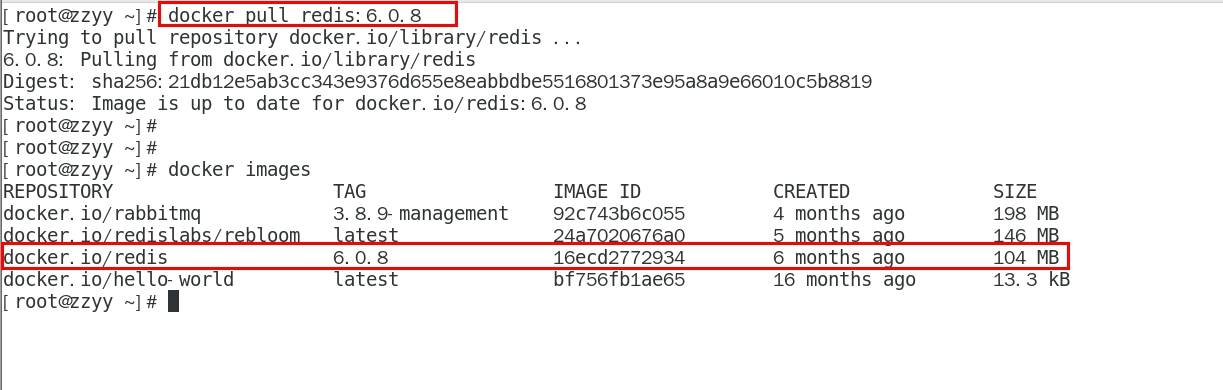 [root@zzyy ~]# docker pull redis:6.0.8
Trying to pull repository docker.io/library/redis ...
6.0.8: Pulling from docker.io/library/redis
Digest: sha256:21db12e5ab3cc343e9376d655e8eabbdbe5516801373e95a8a9e66010c5b8819
Status: Image is up to date for docker.io/redis:6.0.8
[root@zzyy ~]#
[root@zzyy ~]#
[root@zzyy ~]# docker images
REPOSITORY TAG IMAGE ID CREATED SIZE
docker.io/rabbitmq 3.8.9-management 92c743b6c055 4 months ago 198 MB
docker.io/redislabs/rebloom latest 24a7020676a0 5 months ago 146 MB
docker.io/redis 6.0.8 16ecd2772934 6 months ago 104 MB
docker.io/hello-world latest bf756fb1ae65 16 months ago 13.3 kB
[root@zzyy ~]#